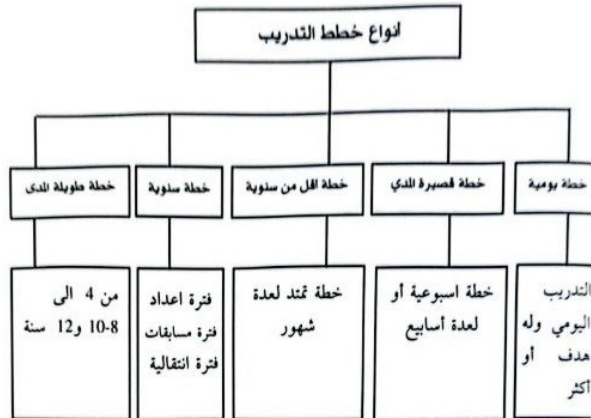 انواع خطط التدريب
خطة يومية
خطة قصيرة المدي
خطة اقل من سنوية
خطة سنوية
خطة طويلة المدى
التدريب
اليومي وله
هدف أو
أكثر
خطة اسبوعية أو
لعدة أسابيع
خطة تمتد لعدة
شهور
فترة اعداد
فترة مسابقات
فترة انتقالية
من 4 الى
8-10 و12 سنة